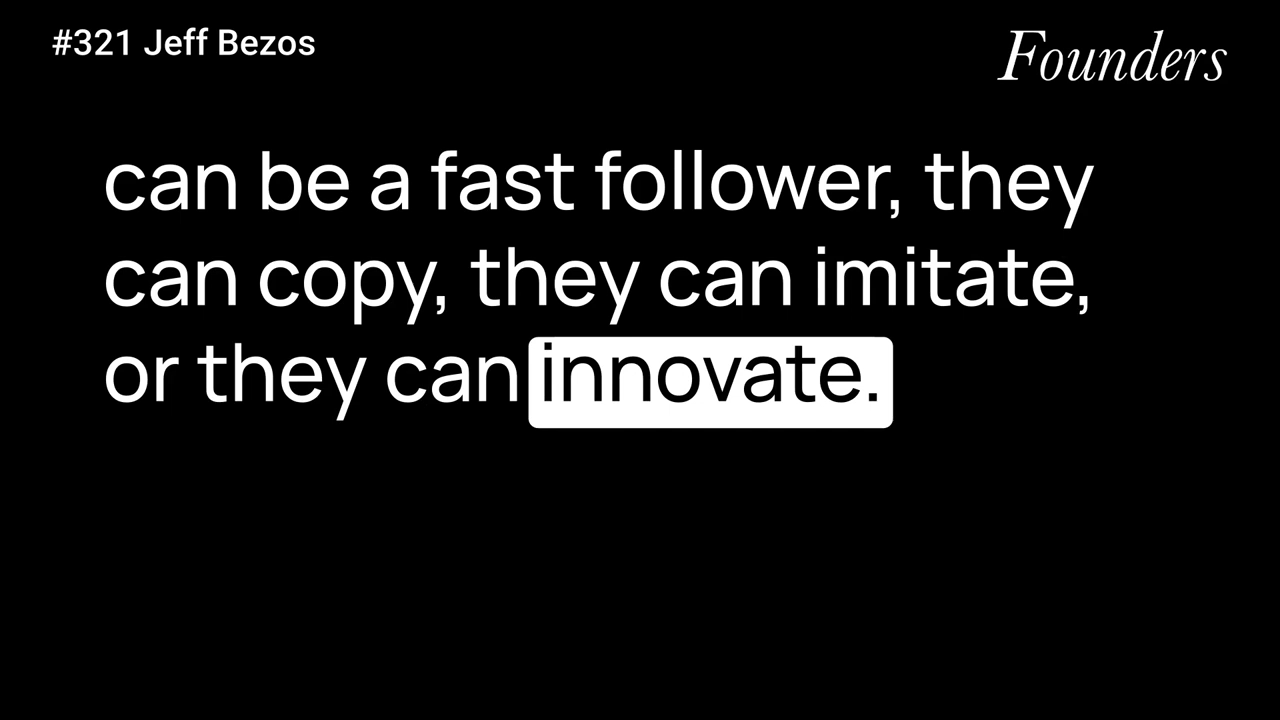 #321 Jeff Bezos
Founders
can be a fast follower, they
can copy, they can imitate,
or they can innovate.